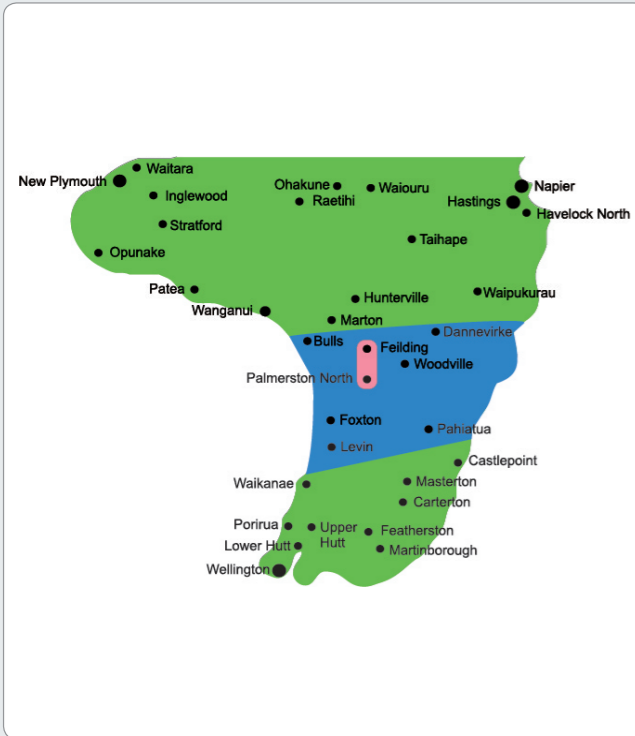 Waitara
New Plymouth
Inglewood
Ohakune
Waiouru
Napier
Raetihi
Hastings
Havelock North
Stratford
Taihape
Opunake
Patea
Hunterville
Waipukurau
Wanganui
Marton
Dannevirke
Bulls
Feilding
Woodville
Palmerston North
Foxton
Pahiatua
Levin
Castlepoint
Waikanae
Masterton
Carterton
Porirua
Upper
Hutt
Featherston
Lower Hutt
Martinborough
Wellington